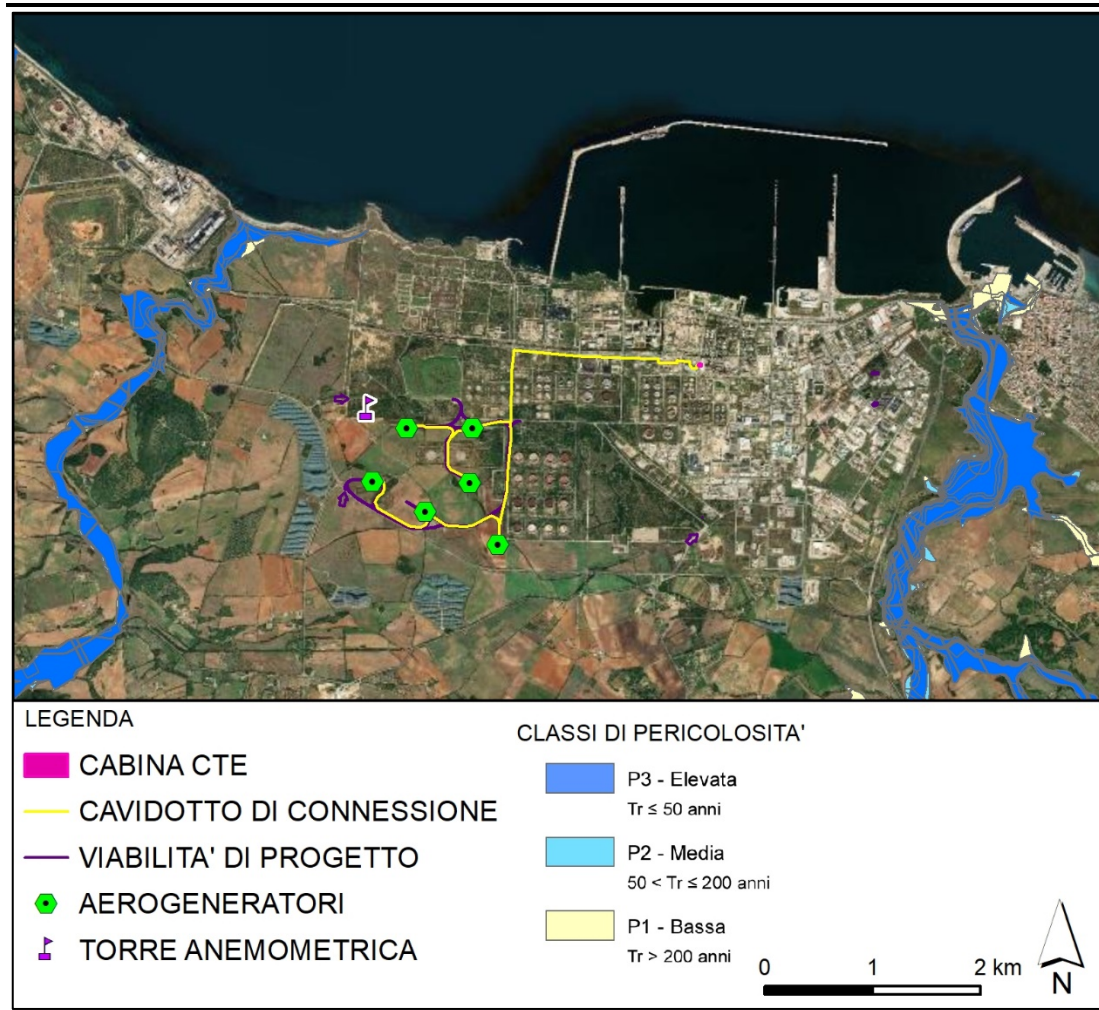 LEGENDA
CABINA CTE
CAVIDOTTO DI CONNESSIONE
VIABILITA' DI PROGETTO
AEROGENERATORI
TORRE ANEMOMETRICA
CLASSI DI PERICOLOSITA'
P3 - Elevata
Tr ≤ 50 anni
P2 - Media
50 < Tr ≤ 200 anni
P1 - Bassa
Tr > 200 anni
0 1 2 km
N